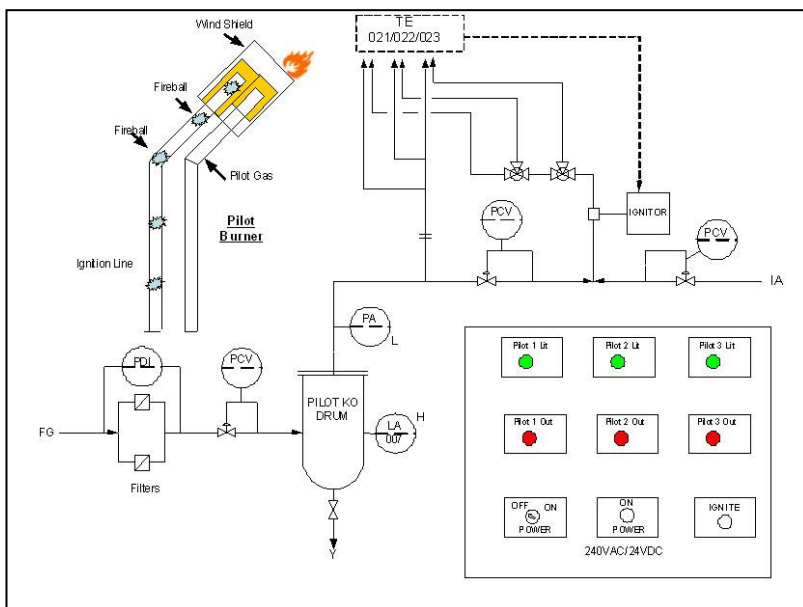 Wind Shield
TE
021/022/023
Fireball
Fireball
Pilot Gas
Pilot
Burner
Ignition Line
PCV
IGNITOR
PCV
IA
PA
L
PDI
PCV
PILOT KO
DRUM
LA
007
H
FG
Filters
Y
Pilot 1 Lit
Pilot 2 Lit
Pilot 3 Lit
Pilot 1 Out
Pilot 2 Out
Pilot 3 Out
OFF ON
POWER
ON
POWER
IGNITE
240VAC/24VDC